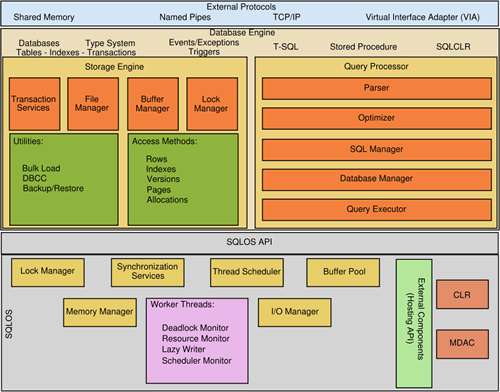 External Protocols
Shared Memory Named Pipes TCP/IP Virtual Interface Adapter (VIA)
Database Engine
Databases Type System Events/Exceptions T-SQL Stored Procedure SQLCLR
Tables - Indexes - Transactions Triggers
Storage Engine
Transaction Services
File Manager
Buffer Manager
Lock Manager
Utilities:
Bulk Load
DBCC
Backup/Restore
Access Methods:
Rows
Indexes
Versions
Pages
Allocations
Query Processor
Parser
Optimizer
SQL Manager
Database Manager
Query Executor
SQLOS API
SQLOS
Lock Manager
Synchronization Services
Thread Scheduler
Buffer Pool
Memory Manager
Worker Threads:
Deadlock Monitor
Resource Monitor
Lazy Writer
Scheduler Monitor
I/O Manager
External Components
(Hosting API)
CLR
MDAC